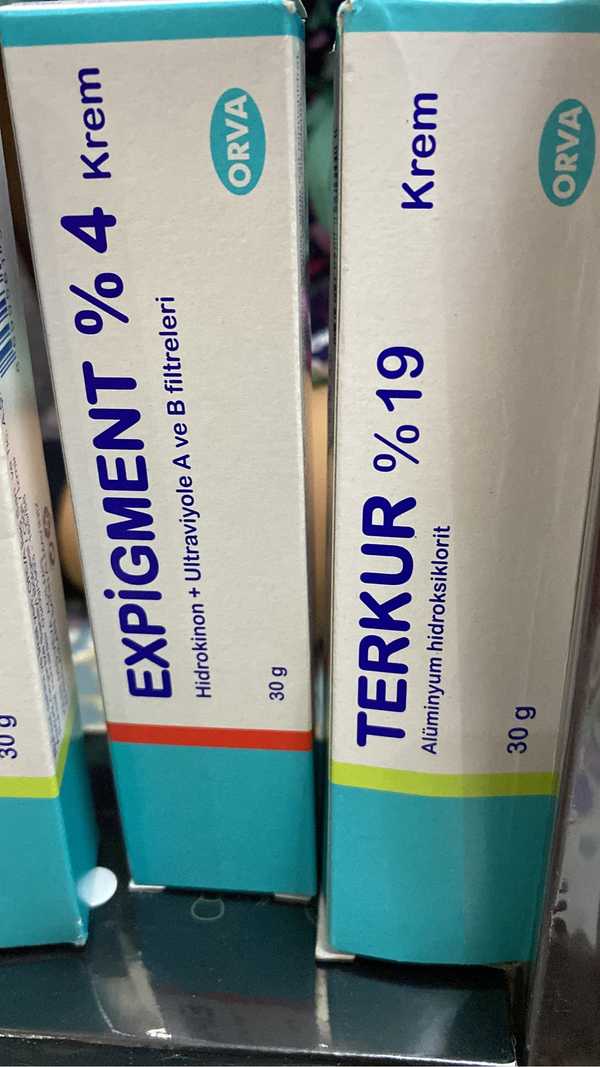 EXPİGMENT % 4 Krem
Hidrokinon + Ultraviyole A ve B filtreleri
30 g
ORVA
TERKUR % 19 Krem
Alüminyum hidroksiklorit
30 g
ORVA
30 g